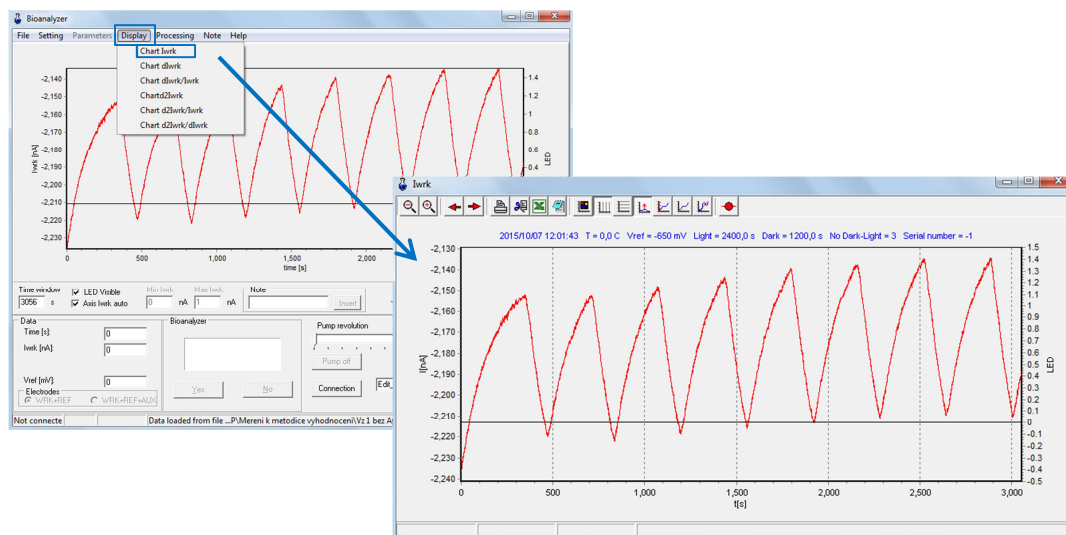 Bioanalyzer
File Setting Parameters Display Processing Note Help
Chart Iwrk
Chart dIwrk
Chart dIwrk/Iwrk
Chartd2Iwrk
Chart d2Iwrk/Iwrk
Chart d2Iwrk/dIwrk
-2,140
-2,150
-2,160
-2,170
-2,180
-2,190
-2,200
-2,210
-2,220
-2,230
Iwrk [nA]
1.4
1.2
1
0.8
0.6
0.4
LED
0 500 1,000 1,500 2,000
time [s]
Time window
3056 s
LED Visible
Axis Iwrk auto
Min Iwrk Max Iwrk
0 nA 1 nA
Note
Insert
Data
Time [s]: 0
Iwrk [nA]: 0
Vref [mV]: 0
Electrodes
WRK+REF WRK+REF+AUX
Bioanalyzer
Yes No
Pump revolution
Pump off
Connection Edit_
Not connecte Data loaded from file ...P\Mereni k metodice vyhodnoceni\Vz 1 bez
Iwrk
2015/10/07 12:01:43 T = 0,0 C Vref = -650 mV Light = 2400,0 s Dark = 1200,0 s No Dark-Light = 3 Serial number = -1
-2,130
-2,140
-2,150
-2,160
-2,170
-2,180
-2,190
-2,200
-2,210
-2,220
-2,230
-2,240
I[nA]
1.5
1.4
1.3
1.2
1.1
1
0.9
0.8
0.7
0.6
0.5
0.4
0.3
0.2
0.1
0
-0.1
-0.2
-0.3
-0.4
-0.5
LED
0 500 1,000 1,500 2,000 2,500 3,000
t[s]